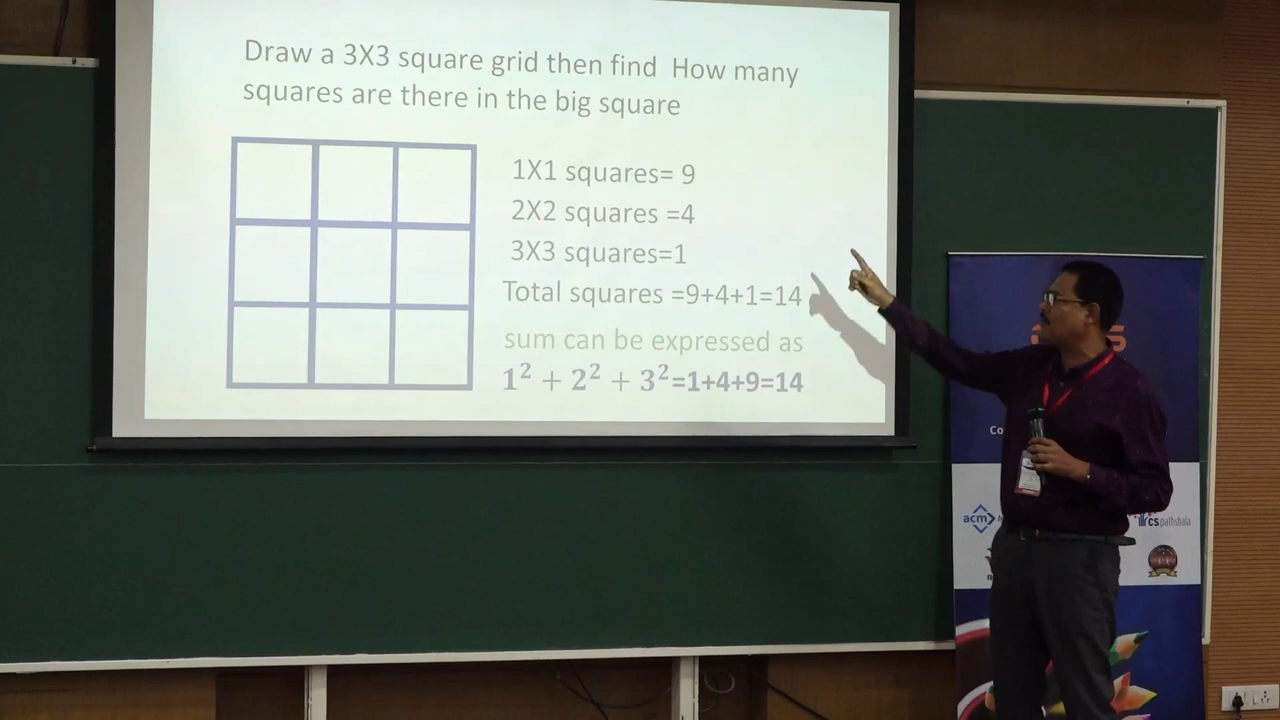 Draw a 3X3 square grid then find How many
squares are there in the big square
1X1 squares= 9
2X2 squares =4
3X3 squares=1
Total squares =9+4+1=14
sum can be expressed as
1² + 2² + 3²=1+4+9=14
Co
acm
cs pathshala